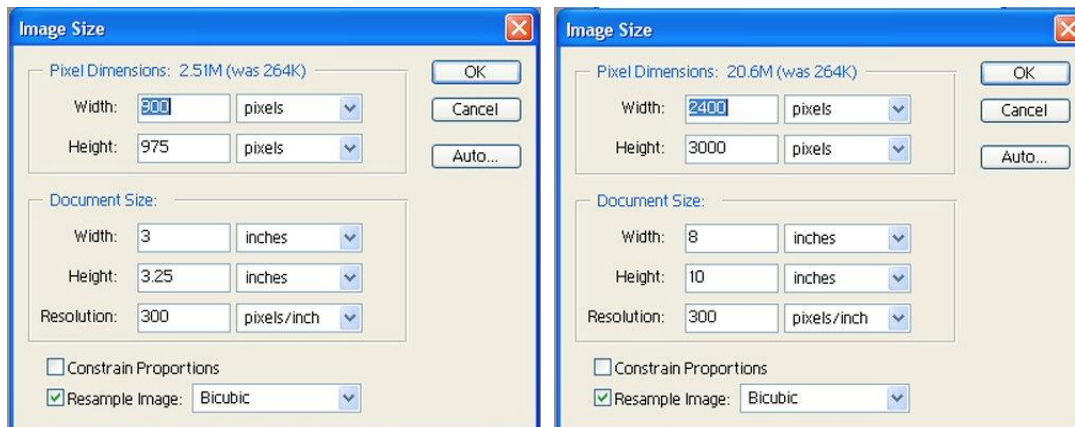 Image Size
Pixel Dimensions: 2.51M (was 264K)
OK
Width: 900 pixels
Cancel
Height: 975 pixels
Auto...
Document Size:
Width: 3 inches
Height: 3.25 inches
Resolution: 300 pixels/inch
Constrain Proportions
Resample Image: Bicubic
Image Size
Pixel Dimensions: 20.6M (was 264K)
OK
Width: 2400 pixels
Cancel
Height: 3000 pixels
Auto...
Document Size:
Width: 8 inches
Height: 10 inches
Resolution: 300 pixels/inch
Constrain Proportions
Resample Image: Bicubic